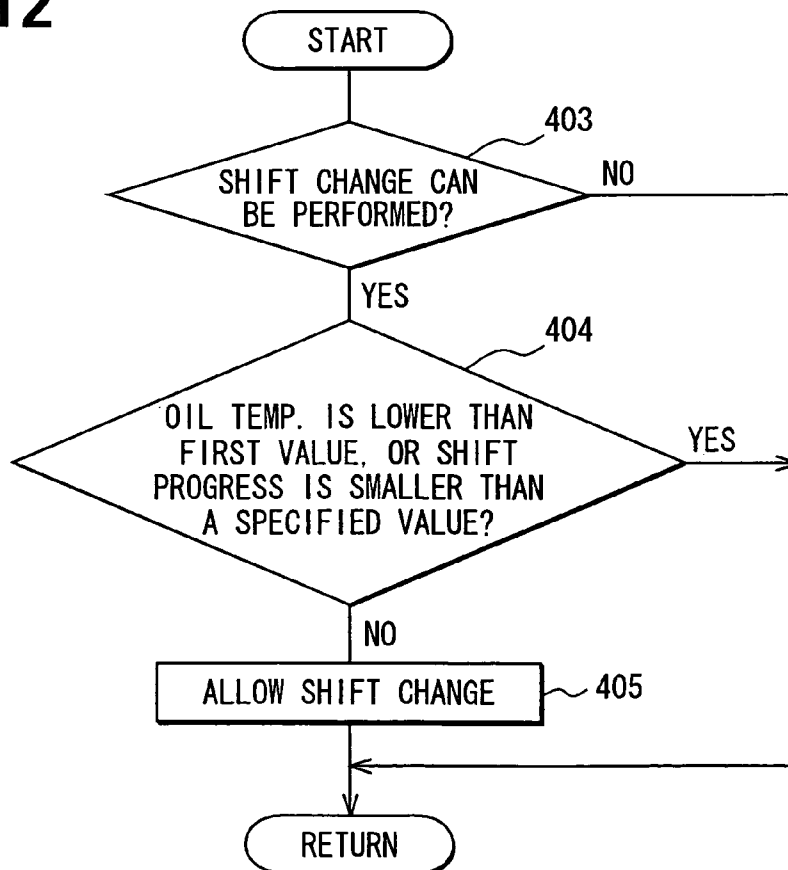 12
START
403
SHIFT CHANGE CAN
BE PERFORMED?
NO
YES
404
OIL TEMP. IS LOWER THAN
FIRST VALUE, OR SHIFT
PROGRESS IS SMALLER THAN
A SPECIFIED VALUE?
YES
NO
ALLOW SHIFT CHANGE
405
RETURN